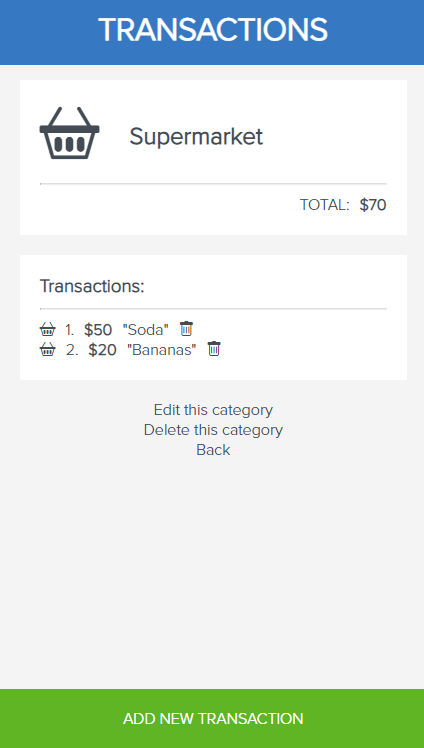 TRANSACTIONS
Supermarket
TOTAL: $70
Transactions:
1. $50 "Soda"
2. $20 "Bananas"
Edit this category
Delete this category
Back
ADD NEW TRANSACTION